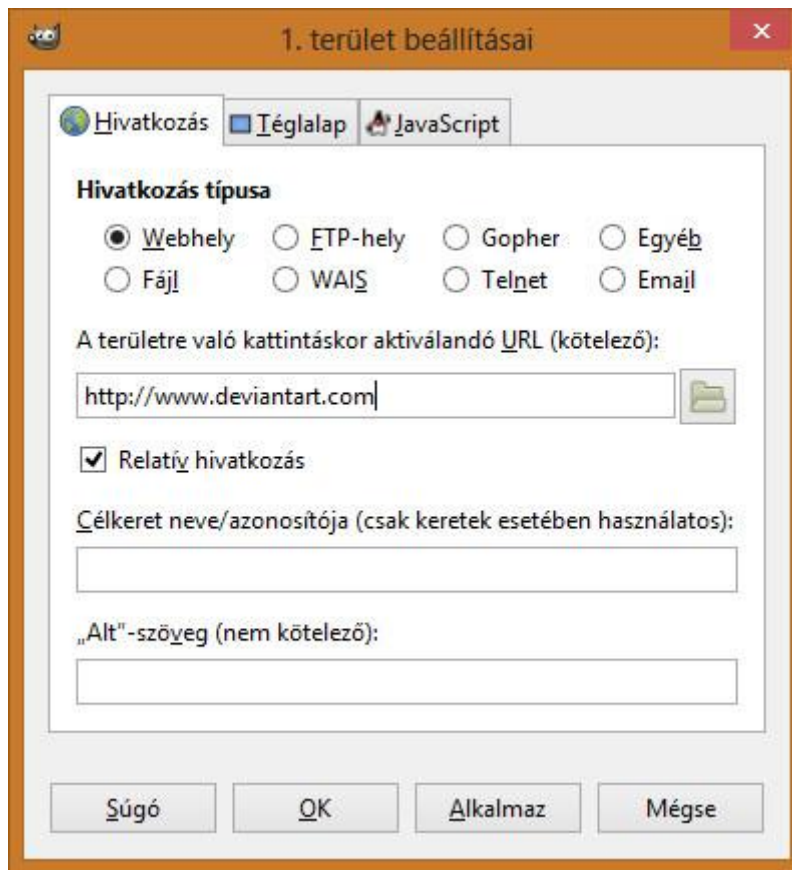 1. terület beállításai
Hivatkozás Téglalap JavaScript
Hivatkozás típusa
Webhely FTP-hely Gopher Egyéb
Fájl WAIS Telnet Email
A területre való kattintáskor aktiválandó URL (kötelező):
http://www.deviantart.com
Relatív hivatkozás
Célkeret neve/azonosítója (csak keretek esetében használatos):
„Alt”-szöveg (nem kötelező):
Súgó OK Alkalmaz Mégse